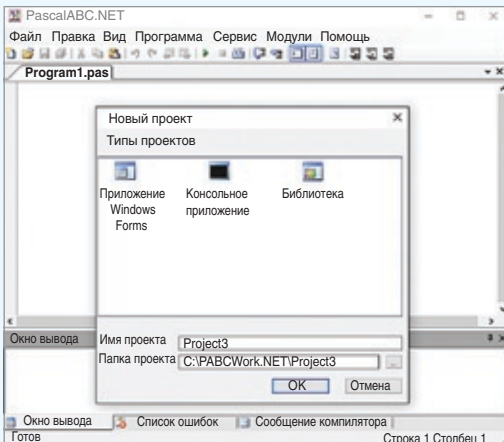 PascalABC.NET
Файл Правка Вид Программа Сервис Модули Помощь
Program1.pas
Новый проект
Типы проектов
Приложение Windows Forms
Консольное приложение
Библиотека
Имя проекта Project3
Папка проекта C:\PABCWork.NET\Project3
...
OK Отмена
Окно вывода
Окно вывода Список ошибок Сообщение компилятора
Готов Строка 1 Столбец 1